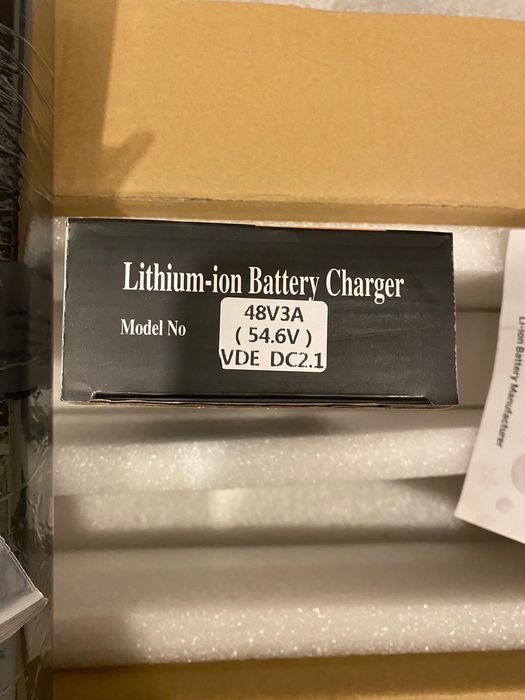 Lithium-ion Battery Charger
Model No
48V3A
( 54.6V )
VDE DC2.1
Li-ion Battery Manufacturer